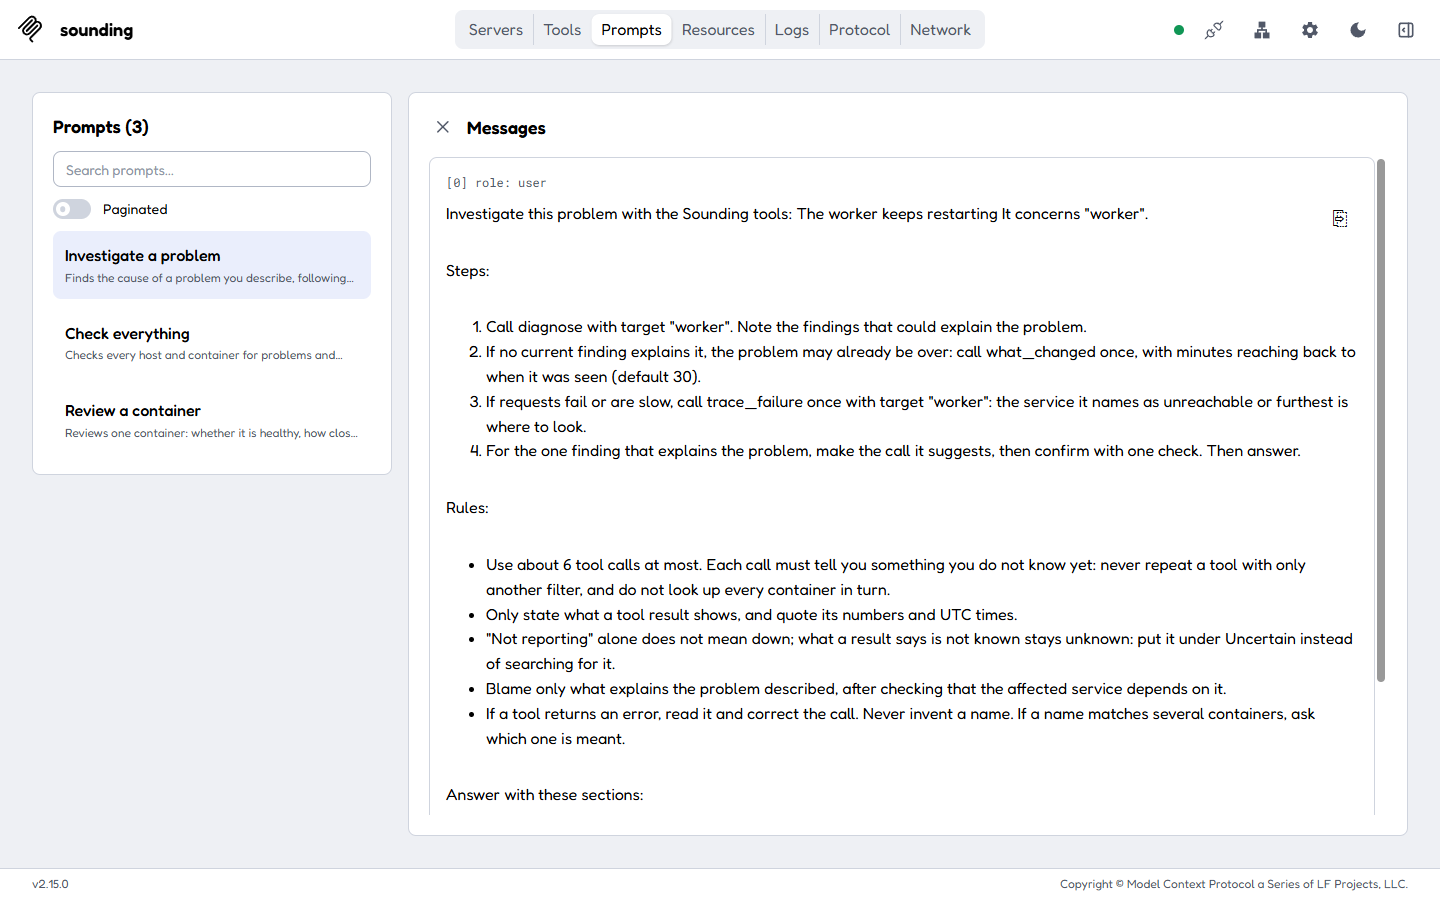 sounding
Servers
Tools
Prompts
Resources
Logs
Protocol
Network
Prompts (3)
Search prompts...
Paginated
Investigate a problem
Finds the cause of a problem you describe, following...
Check everything
Checks every host and container for problems and...
Review a container
Reviews one container: whether it is healthy, how clos...
Messages
[0] role: user
Investigate this problem with the Sounding tools: The worker keeps restarting It concerns "worker".
Steps:
1. Call diagnose with target "worker". Note the findings that could explain the problem.
2. If no current finding explains it, the problem may already be over: call what_changed once, with minutes reaching back to
when it was seen (default 30).
3. If requests fail or are slow, call trace_failure once with target "worker": the service it names as unreachable or furthest is
where to look.
4. For the one finding that explains the problem, make the call it suggests, then confirm with one check. Then answer.
Rules:
• Use about 6 tool calls at most. Each call must tell you something you do not know yet: never repeat a tool with only
another filter, and do not look up every container in turn.
• Only state what a tool result shows, and quote its numbers and UTC times.
• "Not reporting" alone does not mean down; what a result says is not known stays unknown: put it under Uncertain instead
of searching for it.
• Blame only what explains the problem described, after checking that the affected service depends on it.
• If a tool returns an error, read it and correct the call. Never invent a name. If a name matches several containers, ask
which one is meant.
Answer with these sections:
v2.15.0
Copyright © Model Context Protocol a Series of LF Projects, LLC.